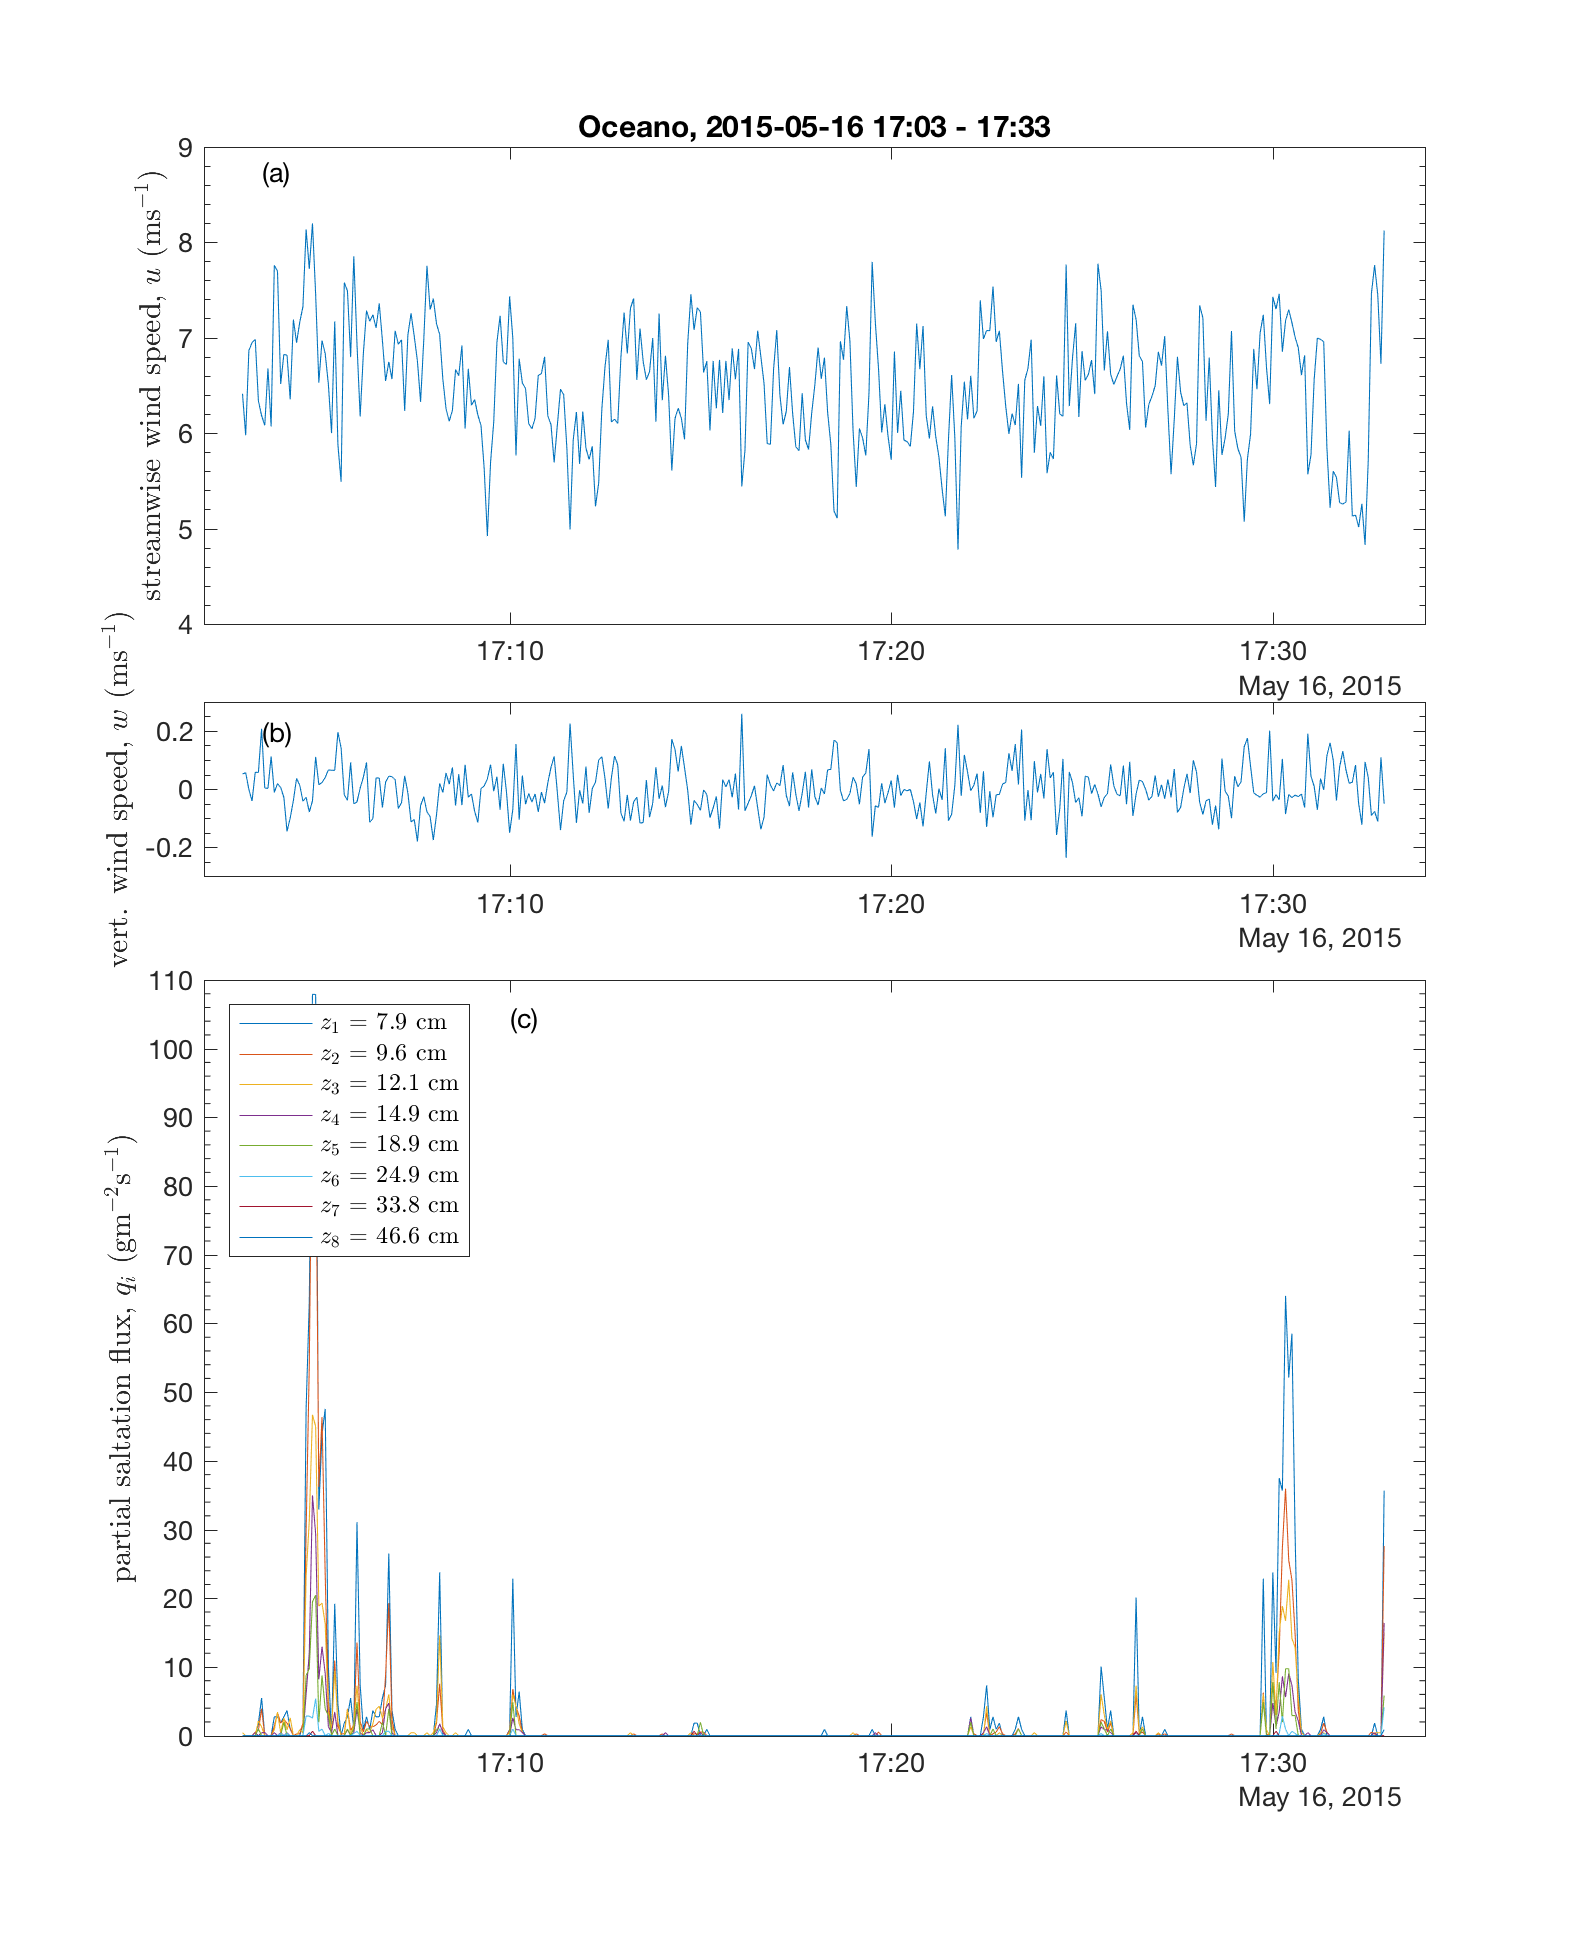 Oceano, 2015-05-16 17:03 - 17:33
(a)
streamwise wind speed, u (ms⁻¹)
9
8
7
6
5
4
17:10 17:20 17:30
May 16, 2015
(b)
vert. wind speed, w (ms⁻¹)
0.2
0
-0.2
17:10 17:20 17:30
May 16, 2015
(c)
partial saltation flux, qᵢ (gm⁻²s⁻¹)
110
100
90
80
70
60
50
40
30
20
10
0
z₁ = 7.9 cm
z₂ = 9.6 cm
z₃ = 12.1 cm
z₄ = 14.9 cm
z₅ = 18.9 cm
z₆ = 24.9 cm
z₇ = 33.8 cm
z₈ = 46.6 cm
17:10 17:20 17:30
May 16, 2015